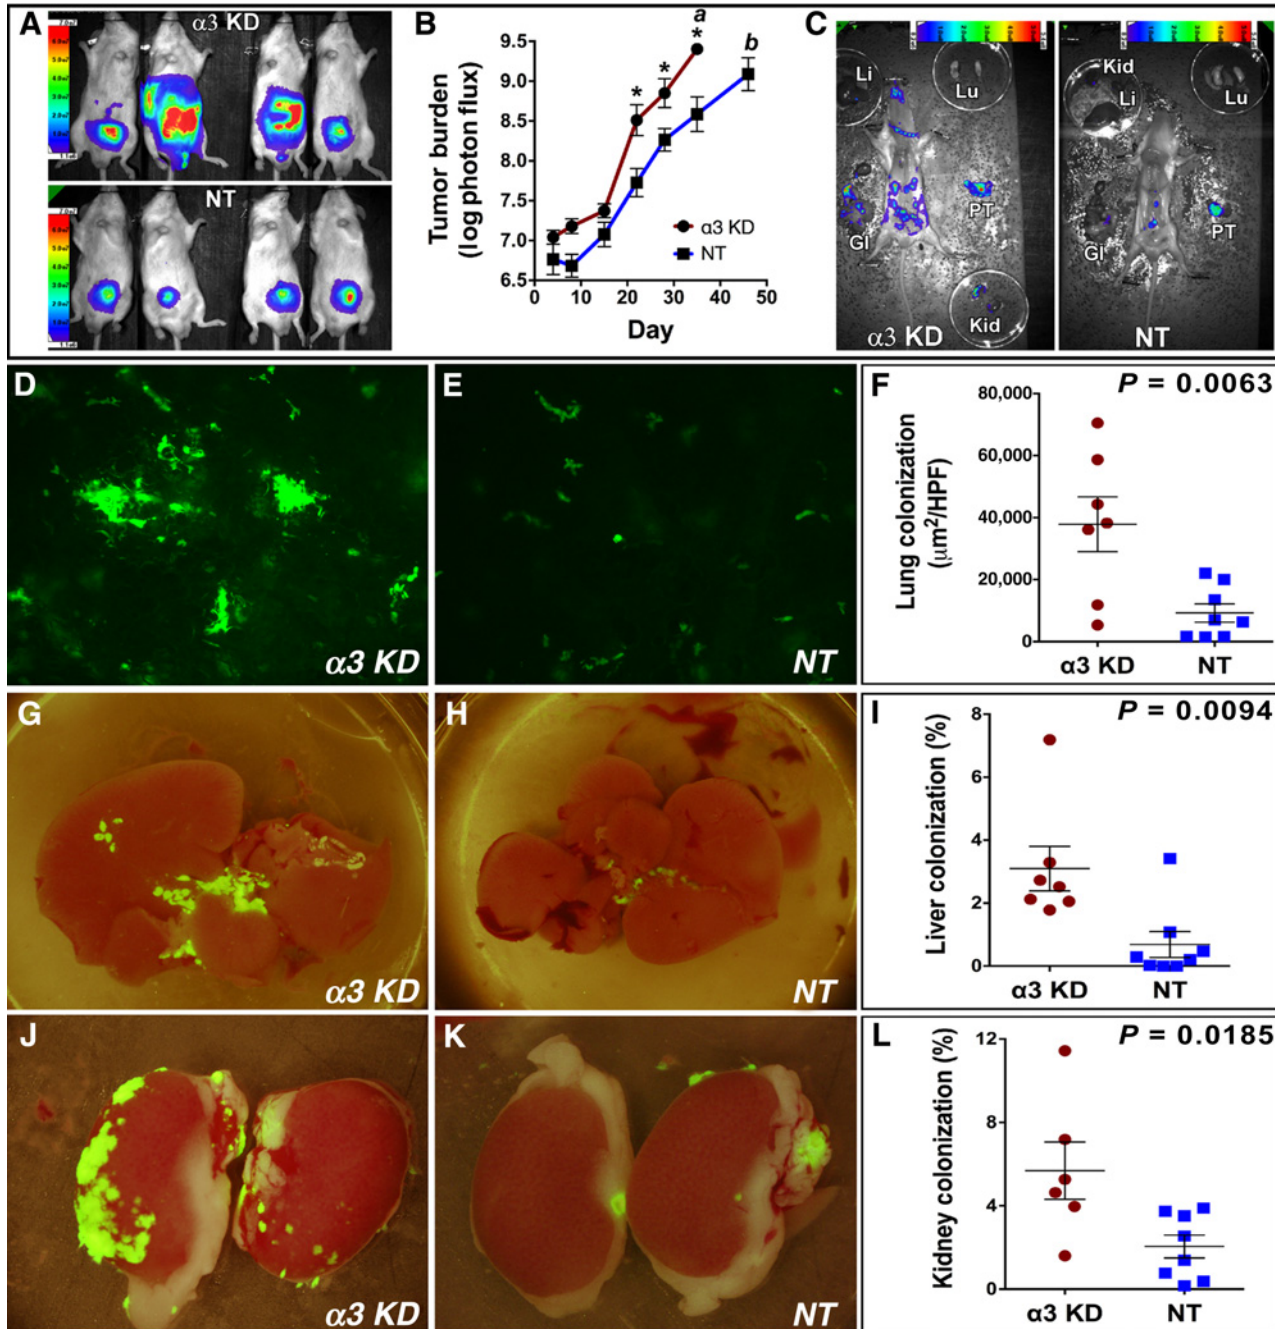 A
α3 KD
NT
B
Tumor burden
(log photon flux)
9.5
9.0
8.5
8.0
7.5
7.0
6.5
0
10
20
30
40
50
Day
*
*
a
*
b
α3 KD
NT
C
Li
Lu
PT
GI
Kid
α3 KD
Kid
Li
Lu
PT
GI
NT
D
α3 KD
E
NT
F
P = 0.0063
Lung colonization
(μm²/HPF)
80,000
60,000
40,000
20,000
0
α3 KD
NT
G
α3 KD
H
NT
I
P = 0.0094
Liver colonization (%)
8
6
4
2
0
α3 KD
NT
J
α3 KD
K
NT
L
P = 0.0185
Kidney colonization (%)
12
8
4
0
α3 KD
NT